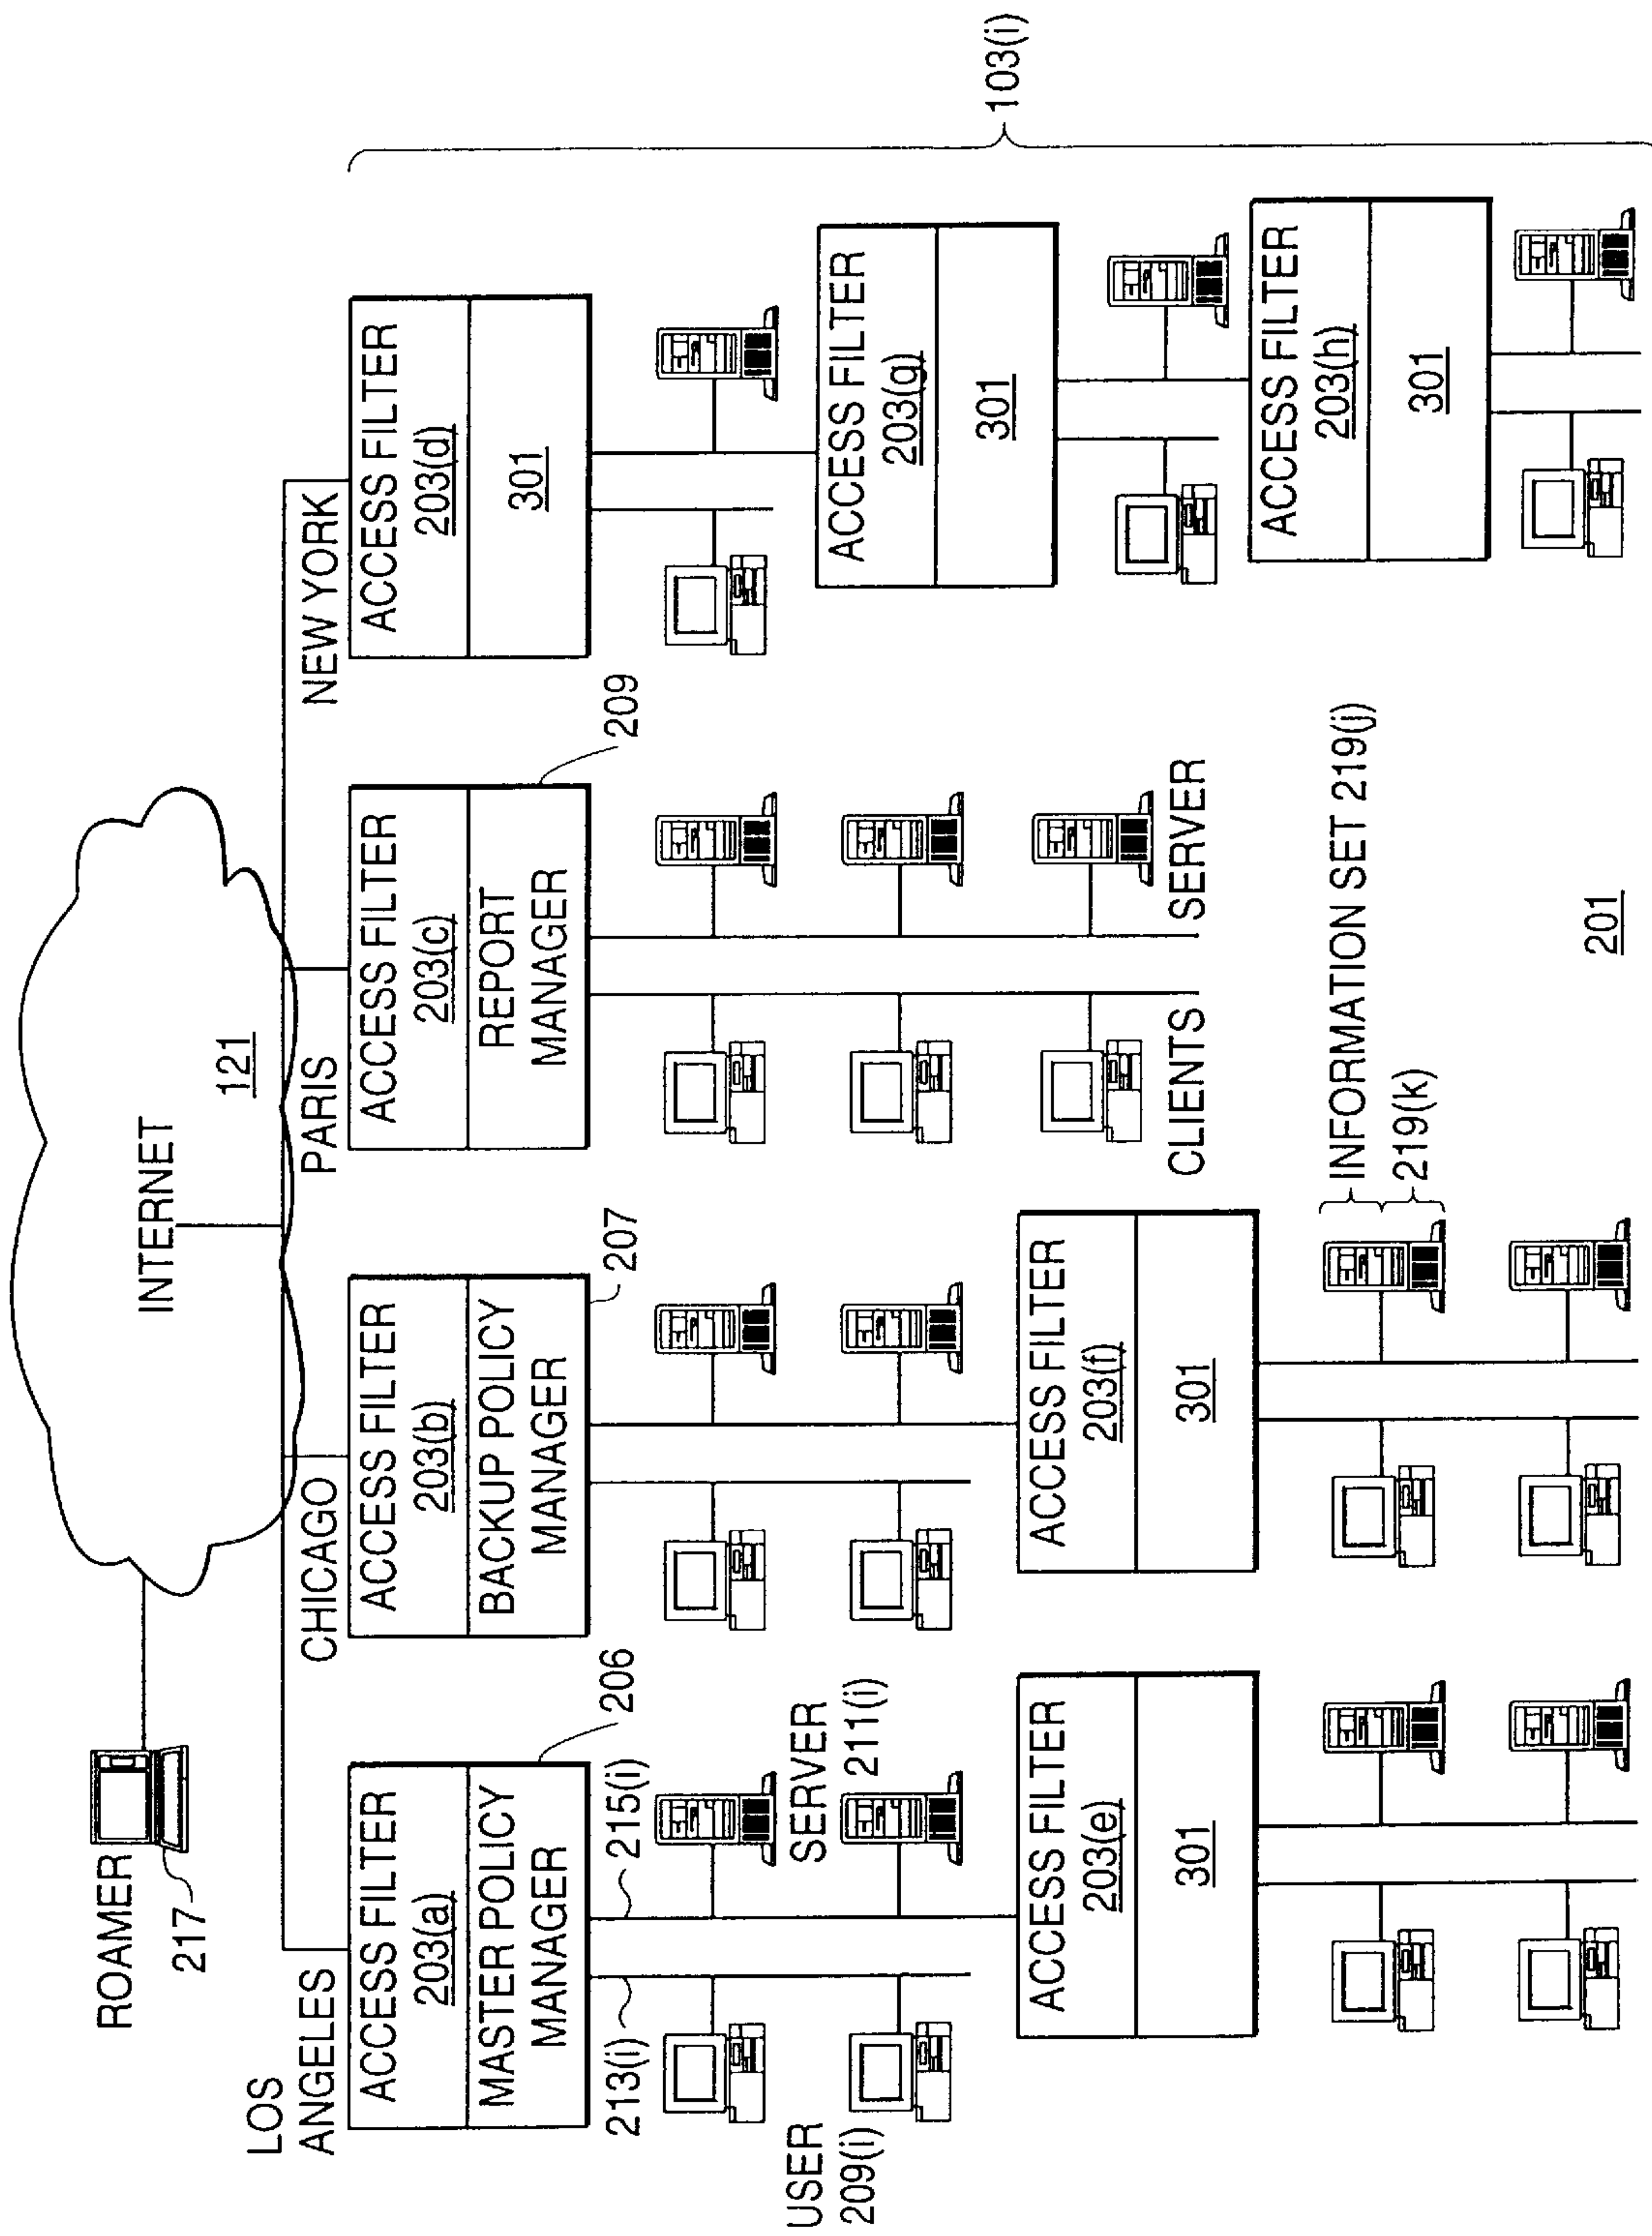 ROAMER
217
INTERNET
121
LOS
ANGELES
CHICAGO
PARIS
NEW YORK
ACCESS FILTER
203(a)
MASTER POLICY
MANAGER
206
ACCESS FILTER
203(b)
BACKUP POLICY
MANAGER
207
ACCESS FILTER
203(c)
REPORT
MANAGER
209
ACCESS FILTER
203(d)
301
103(i)
213(i)
215(i)
USER
209(i)
SERVER
211(i)
ACCESS FILTER
203(e)
301
ACCESS FILTER
203(f)
301
CLIENTS
SERVER
ACCESS FILTER
203(g)
301
ACCESS FILTER
203(h)
301
INFORMATION SET 219(j)
219(k)
201